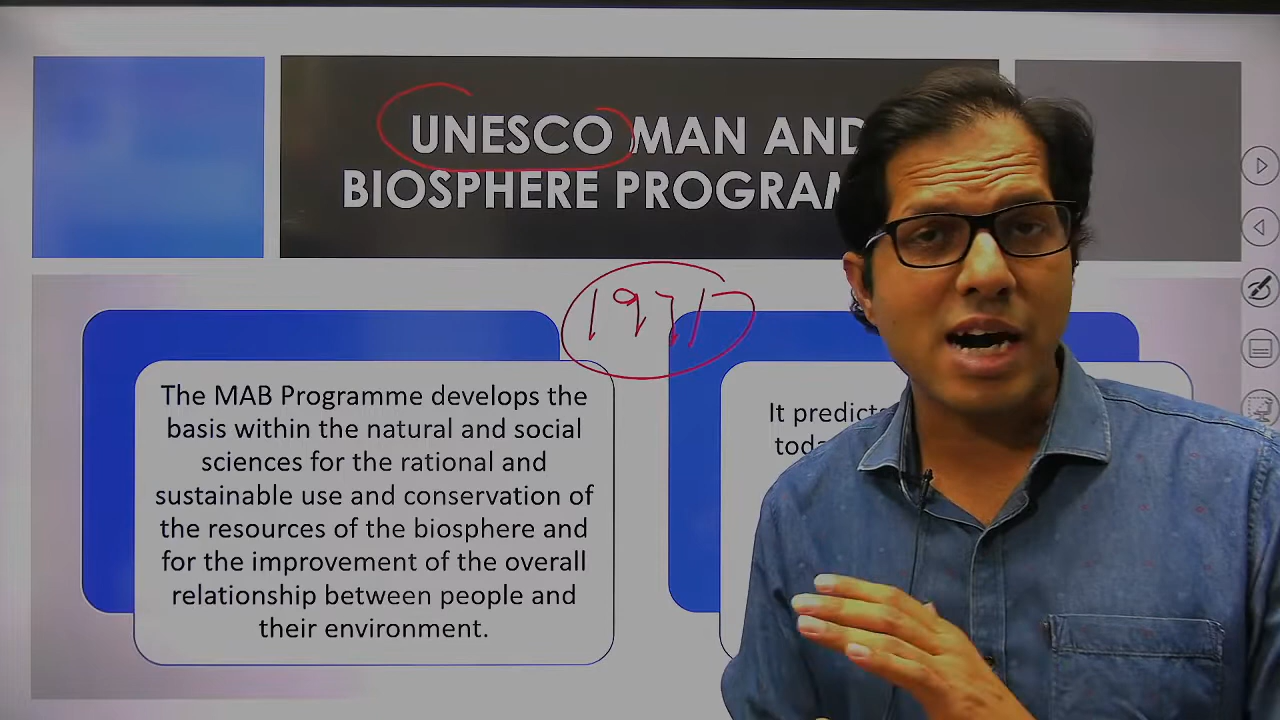 UNESCO MAN AND
BIOSPHERE PROGRAM
1971
The MAB Programme develops the
basis within the natural and social
sciences for the rational and
sustainable use and conservation of
the resources of the biosphere and
for the improvement of the overall
relationship between people and
their environment.
It predicts